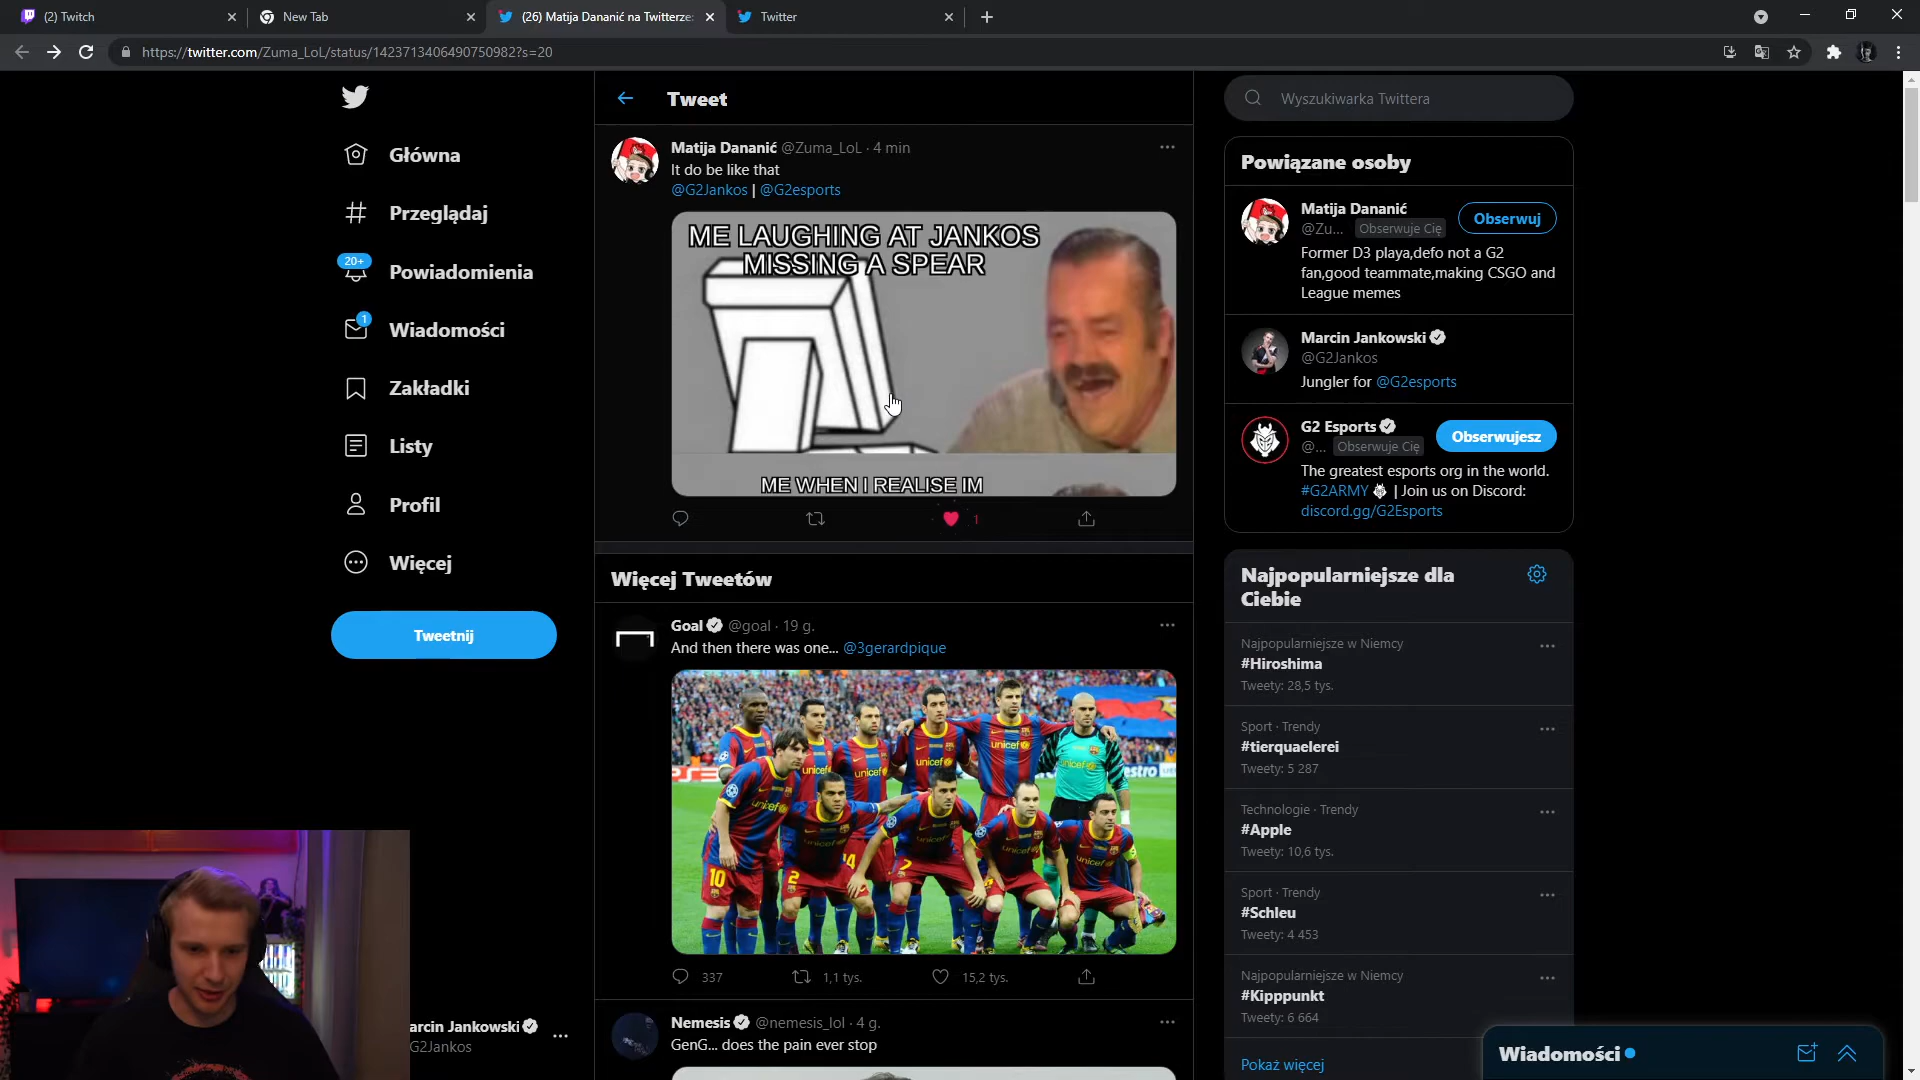 (2) Twitch
New Tab
(26) Matija Dananić na Twitterze:
Twitter
https://twitter.com/Zuma_LoL/status/1423713406490750982?s=20
Główna
Przeglądaj
20+
Powiadomienia
1
Wiadomości
Zakładki
Listy
Profil
Więcej
Tweetnij
arcin Jankowski
G2Jankos
Tweet
Matija Dananić @Zuma_LoL · 4 min
It do be like that
@G2Jankos | @G2esports
ME LAUGHING AT JANKOS
MISSING A SPEAR
ME WHEN I REALISE IM
1
Więcej Tweetów
Goal @goal · 19 g.
And then there was one... @3gerardpique
unicef
10
2
14
7
337
1,1 tys.
15,2 tys.
Nemesis @nemesis_lol · 4 g.
GenG... does the pain ever stop
Wyszukiwarka Twittera
Powiązane osoby
Matija Dananić
@Zu... Obserwuje Cię
Obserwuj
Former D3 playa,defo not a G2
fan,good teammate,making CSGO and
League memes
Marcin Jankowski
@G2Jankos
Jungler for @G2esports
G2 Esports
@... Obserwuje Cię
Obserwujesz
The greatest esports org in the world.
#G2ARMY | Join us on Discord:
discord.gg/G2Esports
Najpopularniejsze dla
Ciebie
Najpopularniejsze w Niemcy
#Hiroshima
Tweety: 28,5 tys.
Sport · Trendy
#tierquaelerei
Tweety: 5 287
Technologie · Trendy
#Apple
Tweety: 10,6 tys.
Sport · Trendy
#Schleu
Tweety: 4 453
Najpopularniejsze w Niemcy
#Kipppunkt
Tweety: 6 664
Pokaż więcej
Wiadomości